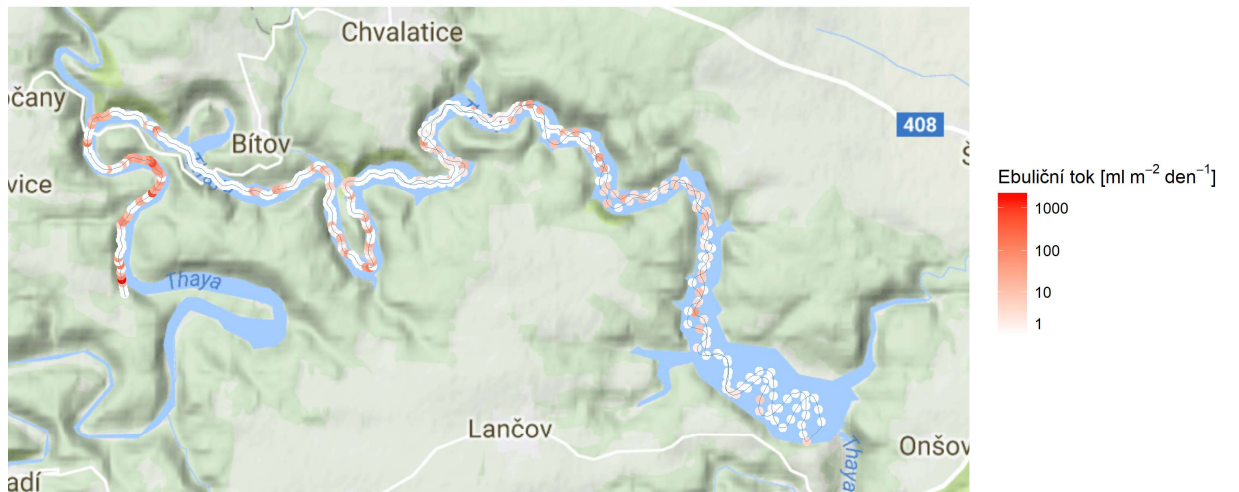 Chvalatice
očany
408
Bítov
Š
vice
Ebuliční tok [ml m⁻² den⁻¹]
1000
100
10
1
Thaya
Lančov
Onšov
Thaya
adí